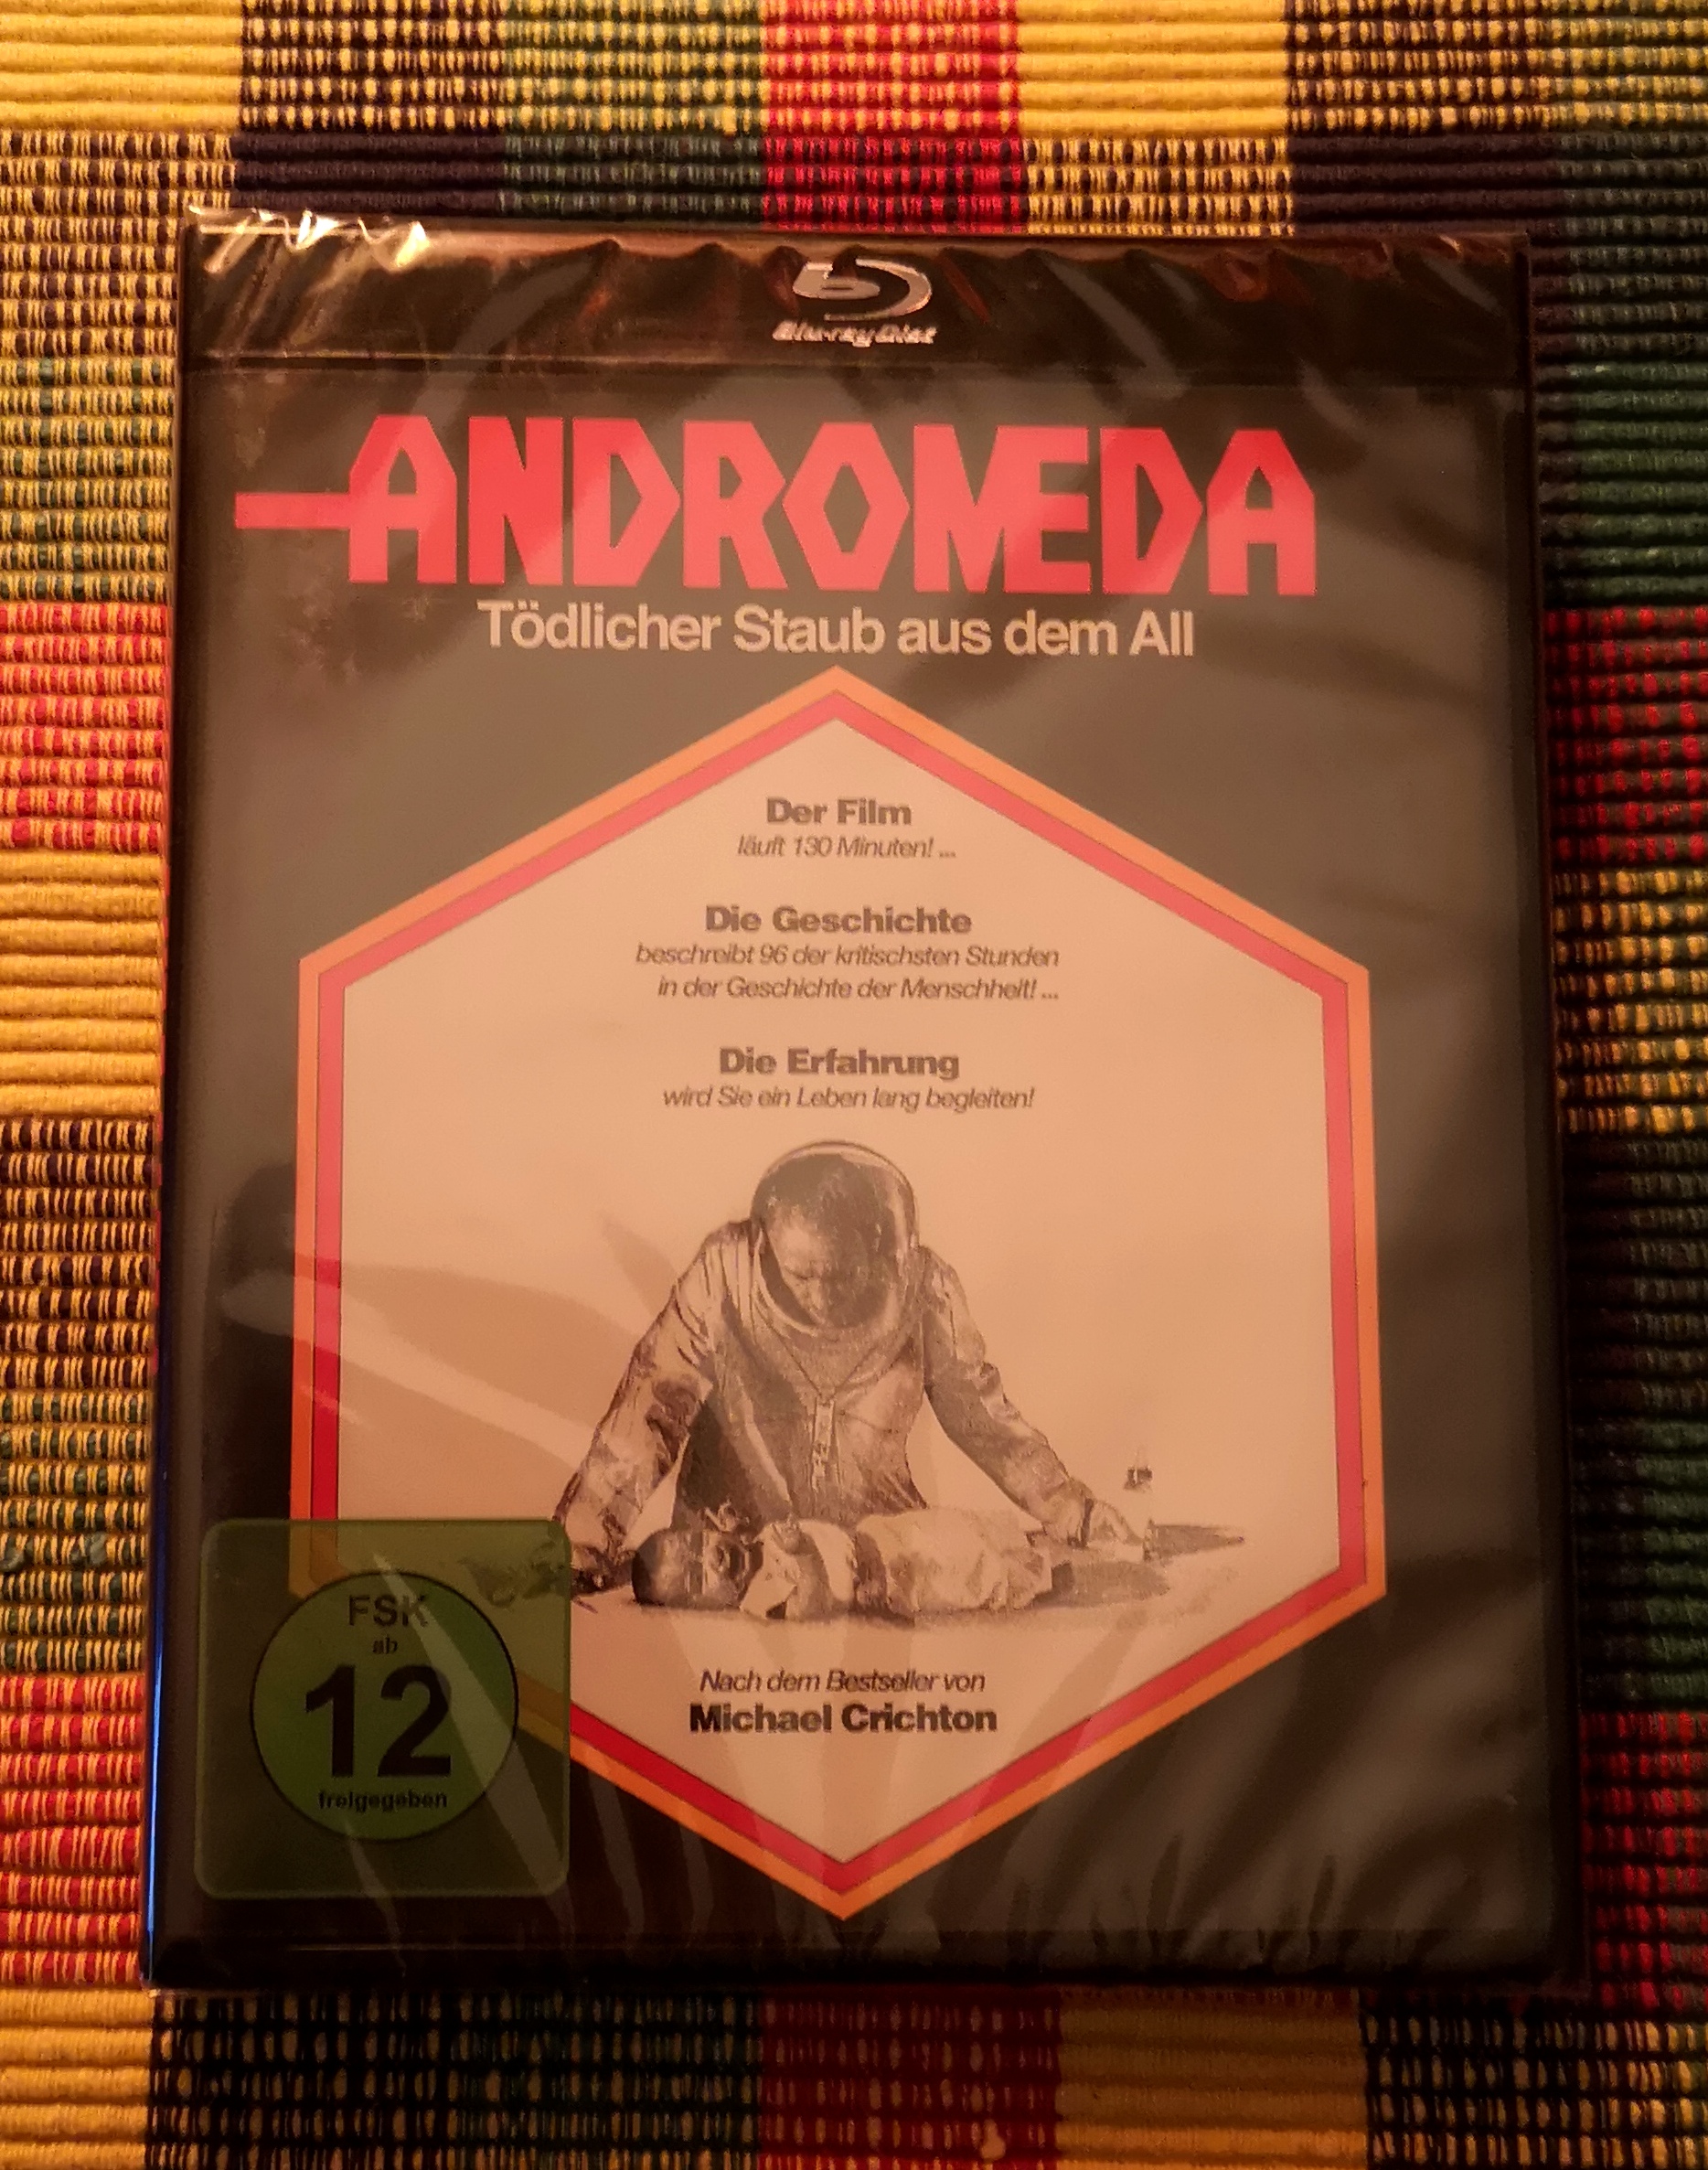 Blu-ray Disc
ANDROMEDA
Tödlicher Staub aus dem All
Der Film
läuft 130 Minuten! ...
Die Geschichte
beschreibt 96 der kritischsten Stunden
in der Geschichte der Menschheit! ...
Die Erfahrung
wird Sie ein Leben lang begleiten!
FSK
ab
12
freigegeben
Nach dem Bestseller von
Michael Crichton